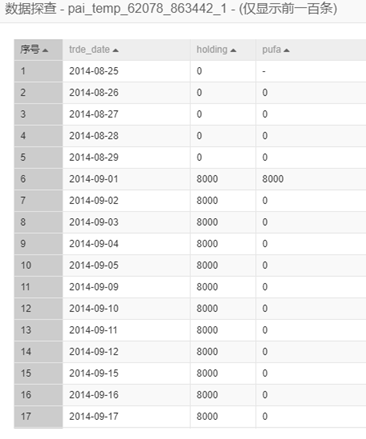 数据探查 - pai_temp_62078_863442_1 - (仅显示前一百条)
序号 trde_date holding pufa
1 2014-08-25 0 -
2 2014-08-26 0 0
3 2014-08-27 0 0
4 2014-08-28 0 0
5 2014-08-29 0 0
6 2014-09-01 8000 8000
7 2014-09-02 8000 0
8 2014-09-03 8000 0
9 2014-09-04 8000 0
10 2014-09-05 8000 0
11 2014-09-09 8000 0
12 2014-09-10 8000 0
13 2014-09-11 8000 0
14 2014-09-12 8000 0
15 2014-09-15 8000 0
16 2014-09-16 8000 0
17 2014-09-17 8000 0